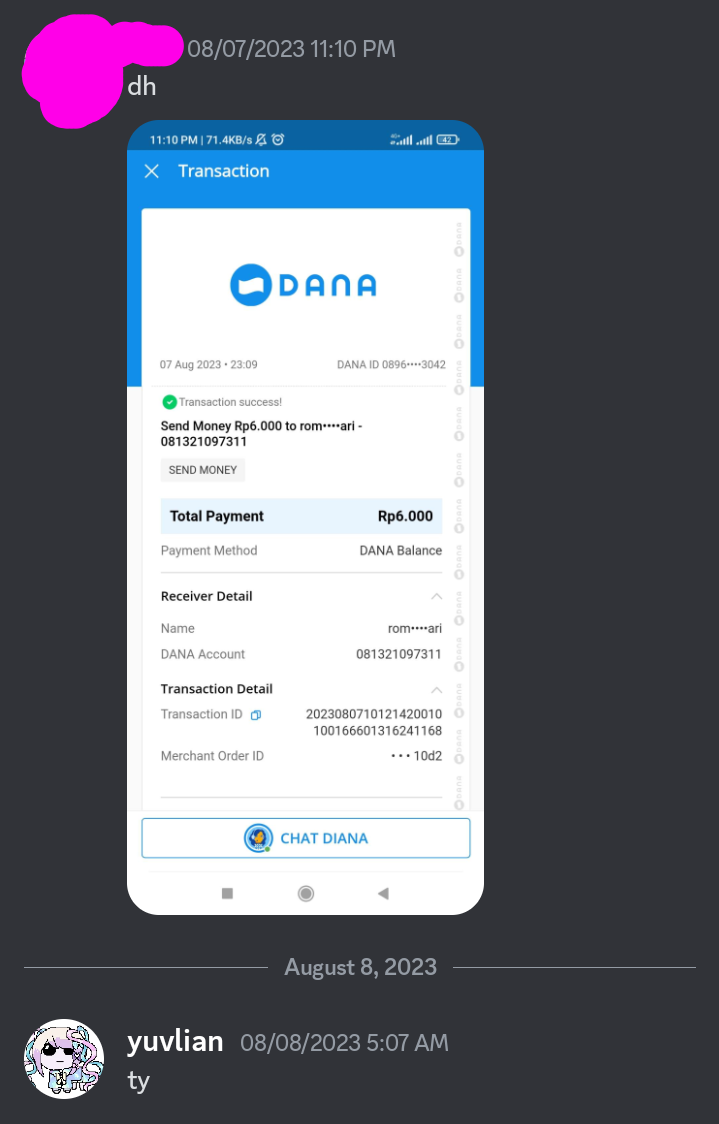 08/07/2023 11:10 PM
dh
11:10 PM | 71.4KB/s 42
Transaction
DANA
07 Aug 2023 • 23:09 DANA ID 0896••••3042
Transaction success!
Send Money Rp6.000 to rom••••ari -
081321097311
SEND MONEY
Total Payment Rp6.000
Payment Method DANA Balance
Receiver Detail
Name rom••••ari
DANA Account 081321097311
Transaction Detail
Transaction ID 2023080710121420010
100166601316241168
Merchant Order ID • • • 10d2
CHAT DIANA
August 8, 2023
yuvlian 08/08/2023 5:07 AM
ty